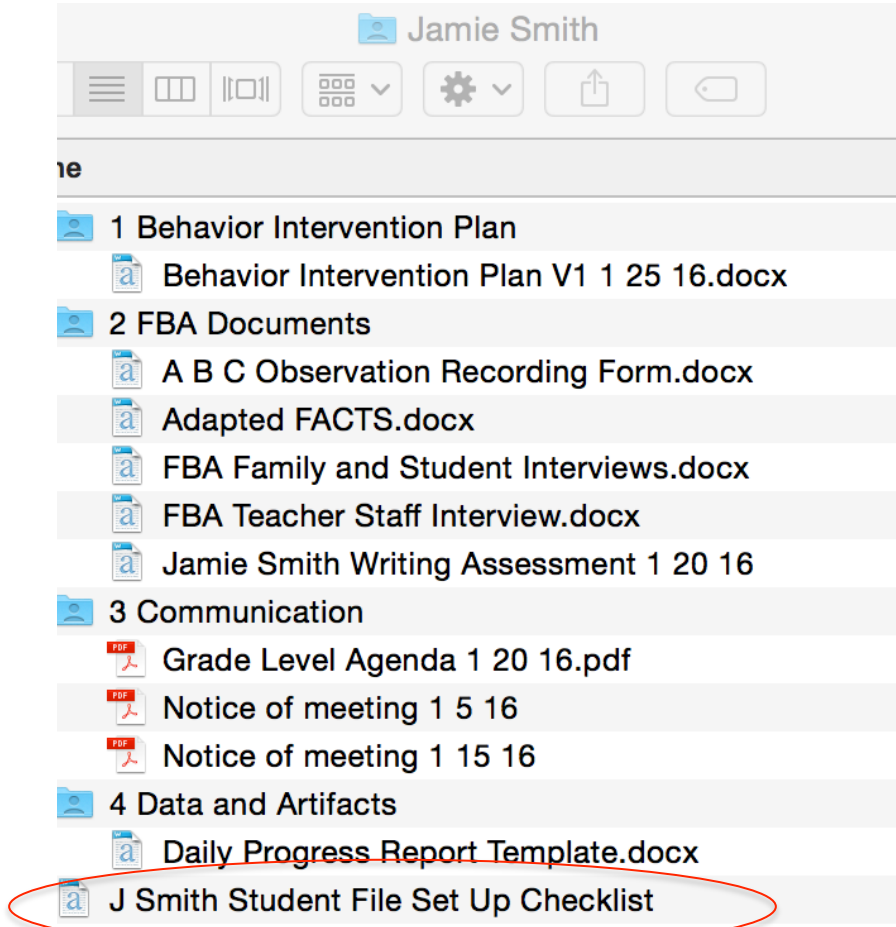 Jamie Smith
ne
1 Behavior Intervention Plan
Behavior Intervention Plan V1 1 25 16.docx
2 FBA Documents
A B C Observation Recording Form.docx
Adapted FACTS.docx
FBA Family and Student Interviews.docx
FBA Teacher Staff Interview.docx
Jamie Smith Writing Assessment 1 20 16
3 Communication
PDF
Grade Level Agenda 1 20 16.pdf
PDF
Notice of meeting 1 5 16
PDF
Notice of meeting 1 15 16
4 Data and Artifacts
Daily Progress Report Template.docx
J Smith Student File Set Up Checklist